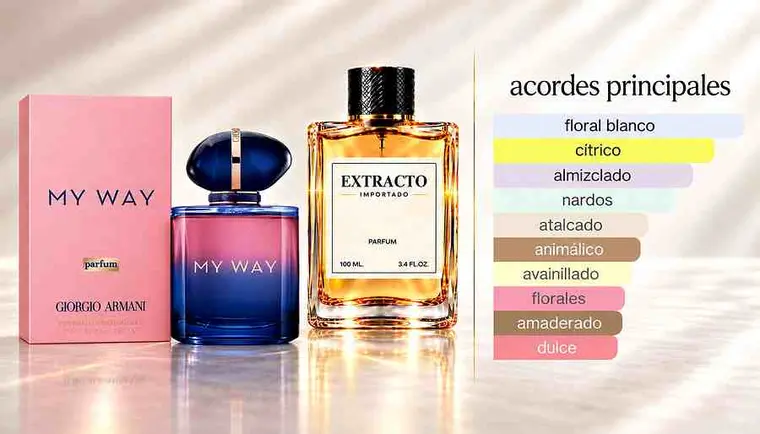 MY WAY
parfum
GIORGIO ARMANI
MY WAY
EXTRACTO
IMPORTADO
PARFUM
100 ML. 3.4 FL.OZ.
acordes principales
floral blanco
cítrico
almizclado
nardos
atalcado
animálico
avainillado
florales
amaderado
dulce